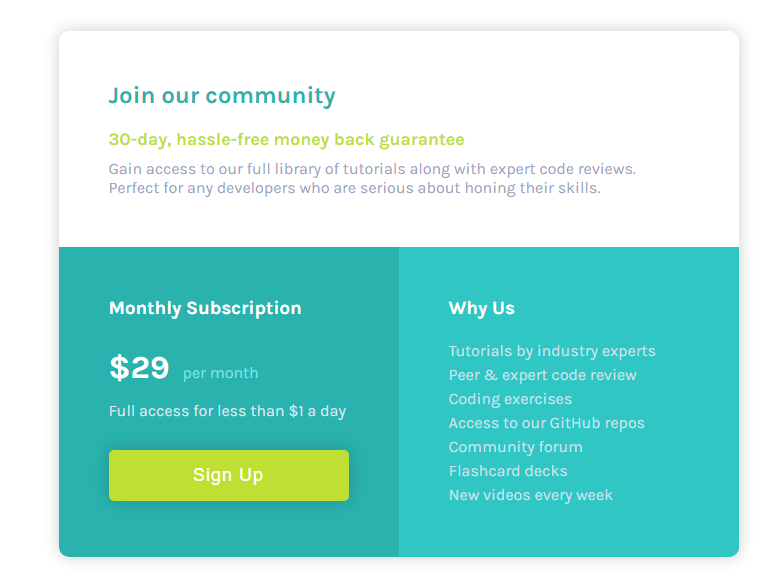 Join our community
30-day, hassle-free money back guarantee
Gain access to our full library of tutorials along with expert code reviews.
Perfect for any developers who are serious about honing their skills.
Monthly Subscription
$29 per month
Full access for less than $1 a day
Sign Up
Why Us
Tutorials by industry experts
Peer & expert code review
Coding exercises
Access to our GitHub repos
Community forum
Flashcard decks
New videos every week